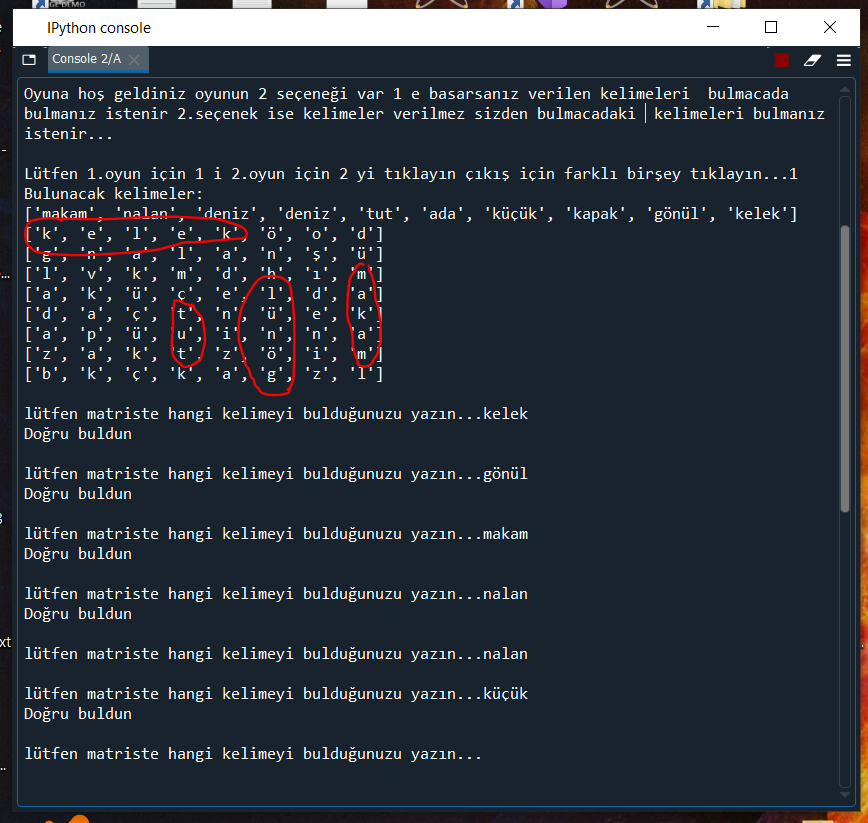 IPython console
Console 2/A
Oyuna hoş geldiniz oyunun 2 seçeneği var 1 e basarsanız verilen kelimeleri  bulmacada
bulmanız istenir 2.seçenek ise kelimeler verilmez sizden bulmacadaki  kelimeleri bulmanız
istenir...
Lütfen 1.oyun için 1 i 2.oyun için 2 yi tıklayın çıkış için farklı birşey tıklayın...1
Bulunacak kelimeler:
['makam', 'nalan', 'deniz', 'deniz', 'tut', 'ada', 'küçük', 'kapak', 'gönül', 'kelek']
['k', 'e', 'l', 'e', 'k', 'ö', 'o', 'd']
['g', 'n', 'a', 'l', 'a', 'n', 'ş', 'ü']
['l', 'v', 'k', 'm', 'd', 'h', 'ı', 'm']
['a', 'k', 'ü', 'ç', 'e', 'l', 'd', 'a']
['d', 'a', 'ç', 't', 'n', 'ü', 'e', 'k']
['a', 'p', 'ü', 'u', 'i', 'n', 'n', 'a']
['z', 'a', 'k', 't', 'z', 'ö', 'i', 'm']
['b', 'k', 'ç', 'k', 'a', 'g', 'z', 'l']
lütfen matriste hangi kelimeyi bulduğunuzu yazın...kelek
Doğru buldun
lütfen matriste hangi kelimeyi bulduğunuzu yazın...gönül
Doğru buldun
lütfen matriste hangi kelimeyi bulduğunuzu yazın...makam
Doğru buldun
lütfen matriste hangi kelimeyi bulduğunuzu yazın...nalan
Doğru buldun
lütfen matriste hangi kelimeyi bulduğunuzu yazın...nalan
lütfen matriste hangi kelimeyi bulduğunuzu yazın...küçük
Doğru buldun
lütfen matriste hangi kelimeyi bulduğunuzu yazın...